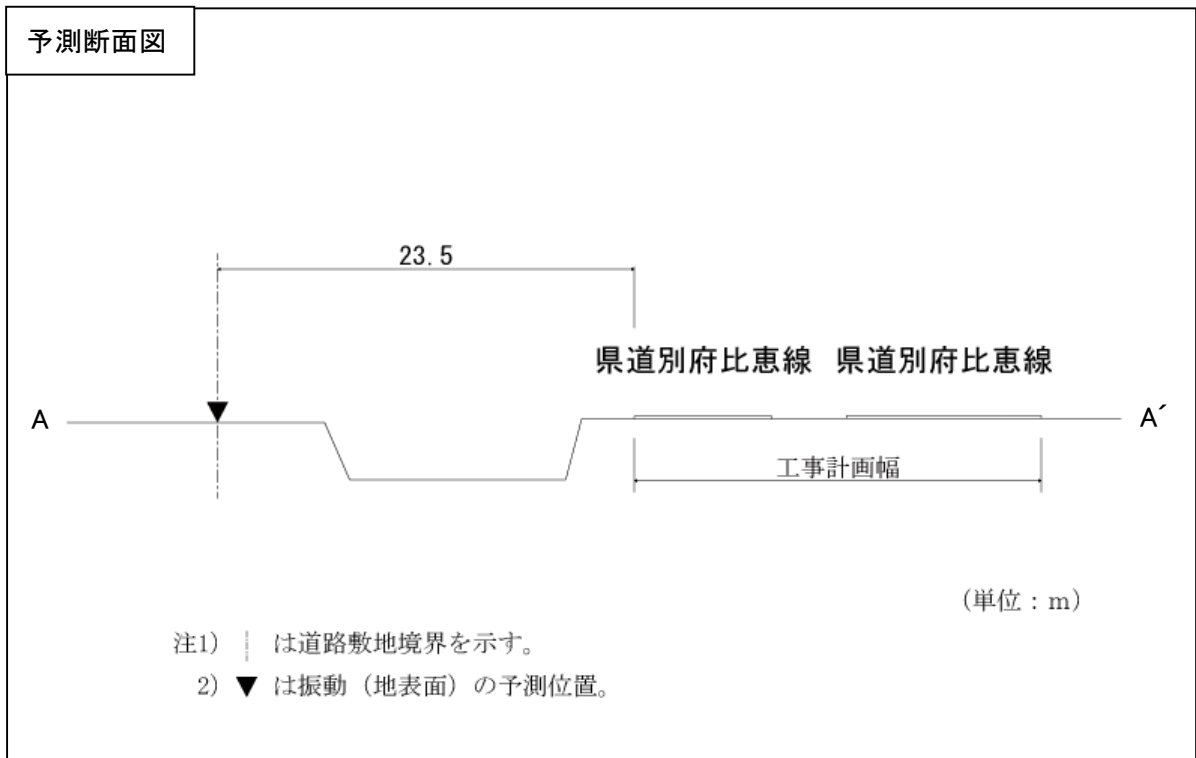 予測断面図
23.5
県道別府比恵線 県道別府比恵線
A
A´
工事計画幅
(単位：m)
注1) は道路敷地境界を示す。
2) ▼ は振動（地表面）の予測位置。